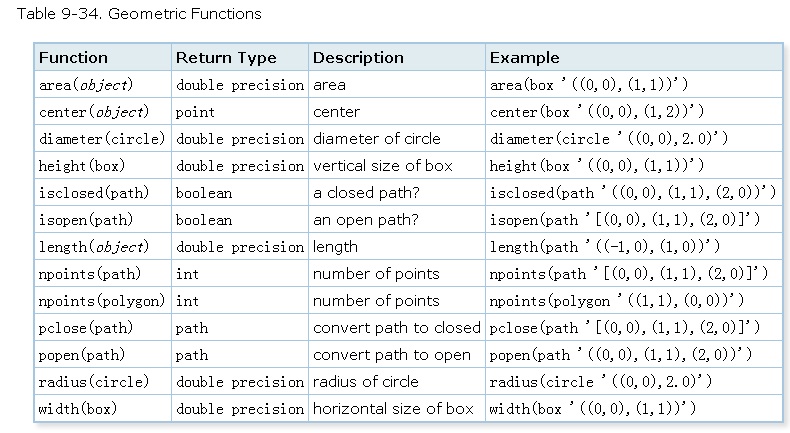 Table 9-34. Geometric Functions
Function Return Type Description Example
area(object) double precision area area(box '((0,0),(1,1))')
center(object) point center center(box '((0,0),(1,2))')
diameter(circle) double precision diameter of circle diameter(circle '((0,0),2.0)')
height(box) double precision vertical size of box height(box '((0,0),(1,1))')
isclosed(path) boolean a closed path? isclosed(path '((0,0),(1,1),(2,0))')
isopen(path) boolean an open path? isopen(path '[(0,0),(1,1),(2,0)]')
length(object) double precision length length(path '((-1,0),(1,0))')
npoints(path) int number of points npoints(path '[(0,0),(1,1),(2,0)]')
npoints(polygon) int number of points npoints(polygon '((1,1),(0,0))')
pclose(path) path convert path to closed pclose(path '[(0,0),(1,1),(2,0)]')
popen(path) path convert path to open popen(path '((0,0),(1,1),(2,0))')
radius(circle) double precision radius of circle radius(circle '((0,0),2.0)')
width(box) double precision horizontal size of box width(box '((0,0),(1,1))')